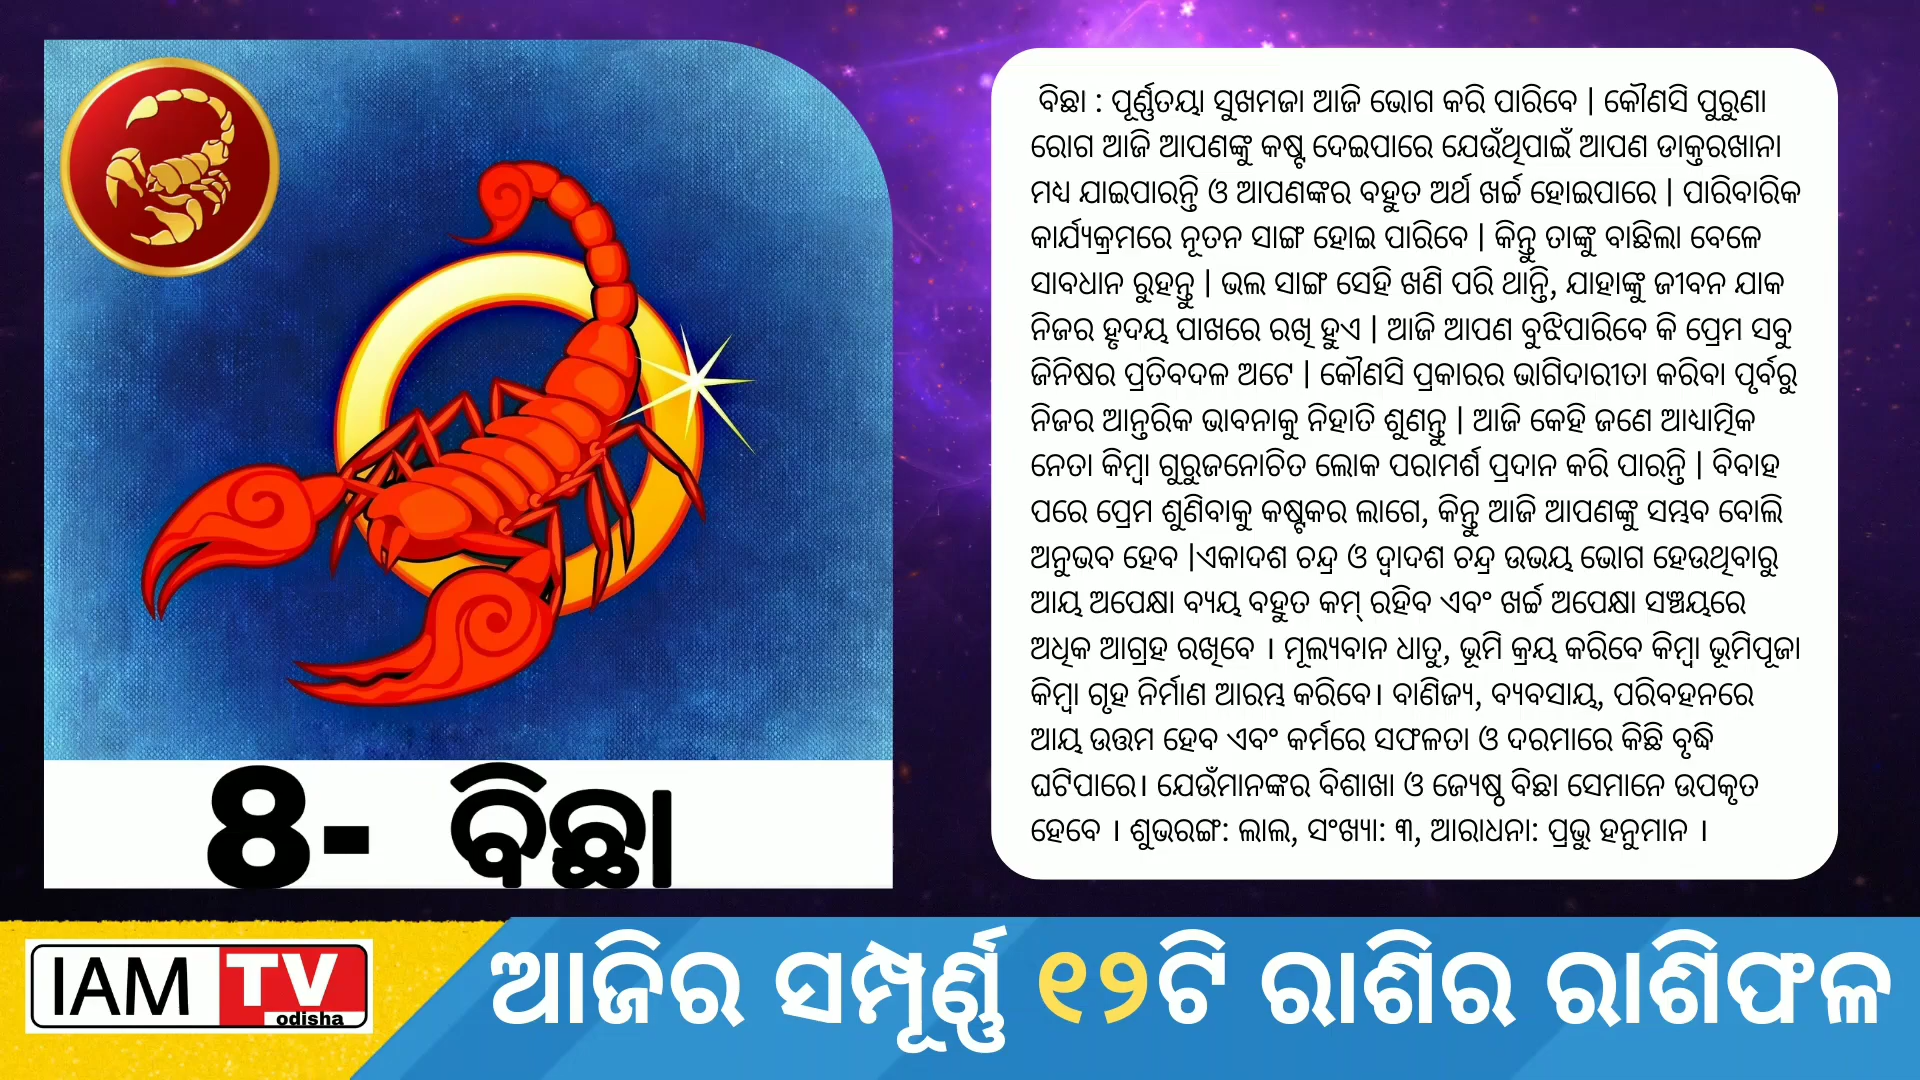 ବିଛା : ପୂର୍ଣ୍ଣତୟା ସୁଖମଜା ଆଜି ଭୋଗ କରି ପାରିବେ | କୌଣସି ପୁରୁଣା
ରୋଗ ଆଜି ଆପଣଙ୍କୁ କଷ୍ଟ ଦେଇପାରେ ଯେଉଁଥିପାଇଁ ଆପଣ ଡାକ୍ତରଖାନା
ମଧ୍ୟ ଯାଇପାରନ୍ତି ଓ ଆପଣଙ୍କର ବହୁତ ଅର୍ଥ ଖର୍ଚ୍ଚ ହୋଇପାରେ | ପାରିବାରିକ
କାର୍ଯ୍ୟକ୍ରମରେ ନୂତନ ସାଙ୍ଗ ହୋଇ ପାରିବେ | କିନ୍ତୁ ତାଙ୍କୁ ବାଛିଲା ବେଳେ
ସାବଧାନ ରୁହନ୍ତୁ | ଭଲ ସାଙ୍ଗ ସେହି ଖଣି ପରି ଥାନ୍ତି, ଯାହାଙ୍କୁ ଜୀବନ ଯାକ
ନିଜର ହୃଦୟ ପାଖରେ ରଖି ହୁଏ | ଆଜି ଆପଣ ବୁଝିପାରିବେ କି ପ୍ରେମ ସବୁ
ଜିନିଷର ପ୍ରତିବଦଳ ଅଟେ | କୌଣସି ପ୍ରକାରର ଭାଗିଦାରୀତା କରିବା ପୂର୍ବରୁ
ନିଜର ଆନ୍ତରିକ ଭାବନାକୁ ନିହାତି ଶୁଣନ୍ତୁ | ଆଜି କେହି ଜଣେ ଆଧ୍ୟାତ୍ମିକ
ନେତା କିମ୍ବା ଗୁରୁଜନୋଚିତ ଲୋକ ପରାମର୍ଶ ପ୍ରଦାନ କରି ପାରନ୍ତି | ବିବାହ
ପରେ ପ୍ରେମ ଶୁଣିବାକୁ କଷ୍ଟକର ଲାଗେ, କିନ୍ତୁ ଆଜି ଆପଣଙ୍କୁ ସମ୍ଭବ ବୋଲି
ଅନୁଭବ ହେବ |ଏକାଦଶ ଚନ୍ଦ୍ର ଓ ଦ୍ୱାଦଶ ଚନ୍ଦ୍ର ଉଭୟ ଭୋଗ ହେଉଥିବାରୁ
ଆୟ ଅପେକ୍ଷା ବ୍ୟୟ ବହୁତ କମ୍ ରହିବ ଏବଂ ଖର୍ଚ୍ଚ ଅପେକ୍ଷା ସଞ୍ଚୟରେ
ଅଧିକ ଆଗ୍ରହ ରଖିବେ । ମୂଲ୍ୟବାନ ଧାତୁ, ଭୂମି କ୍ରୟ କରିବେ କିମ୍ବା ଭୂମିପୂଜା
କିମ୍ବା ଗୃହ ନିର୍ମାଣ ଆରମ୍ଭ କରିବେ। ବାଣିଜ୍ୟ, ବ୍ୟବସାୟ, ପରିବହନରେ
ଆୟ ଉତ୍ତମ ହେବ ଏବଂ କର୍ମରେ ସଫଳତା ଓ ଦରମାରେ କିଛି ବୃଦ୍ଧି
ଘଟିପାରେ। ଯେଉଁମାନଙ୍କର ବିଶାଖା ଓ ଜ୍ୟେଷ୍ଠ ବିଛା ସେମାନେ ଉପକୃତ
ହେବେ । ଶୁଭରଙ୍ଗ: ଲାଲ, ସଂଖ୍ୟା: ୩, ଆରାଧନା: ପ୍ରଭୁ ହନୁମାନ ।
8- ବିଛା
IAM TV
odisha
ଆଜିର ସମ୍ପୂର୍ଣ୍ଣ ୧୨ଟି ରାଶିର ରାଶିଫଳ